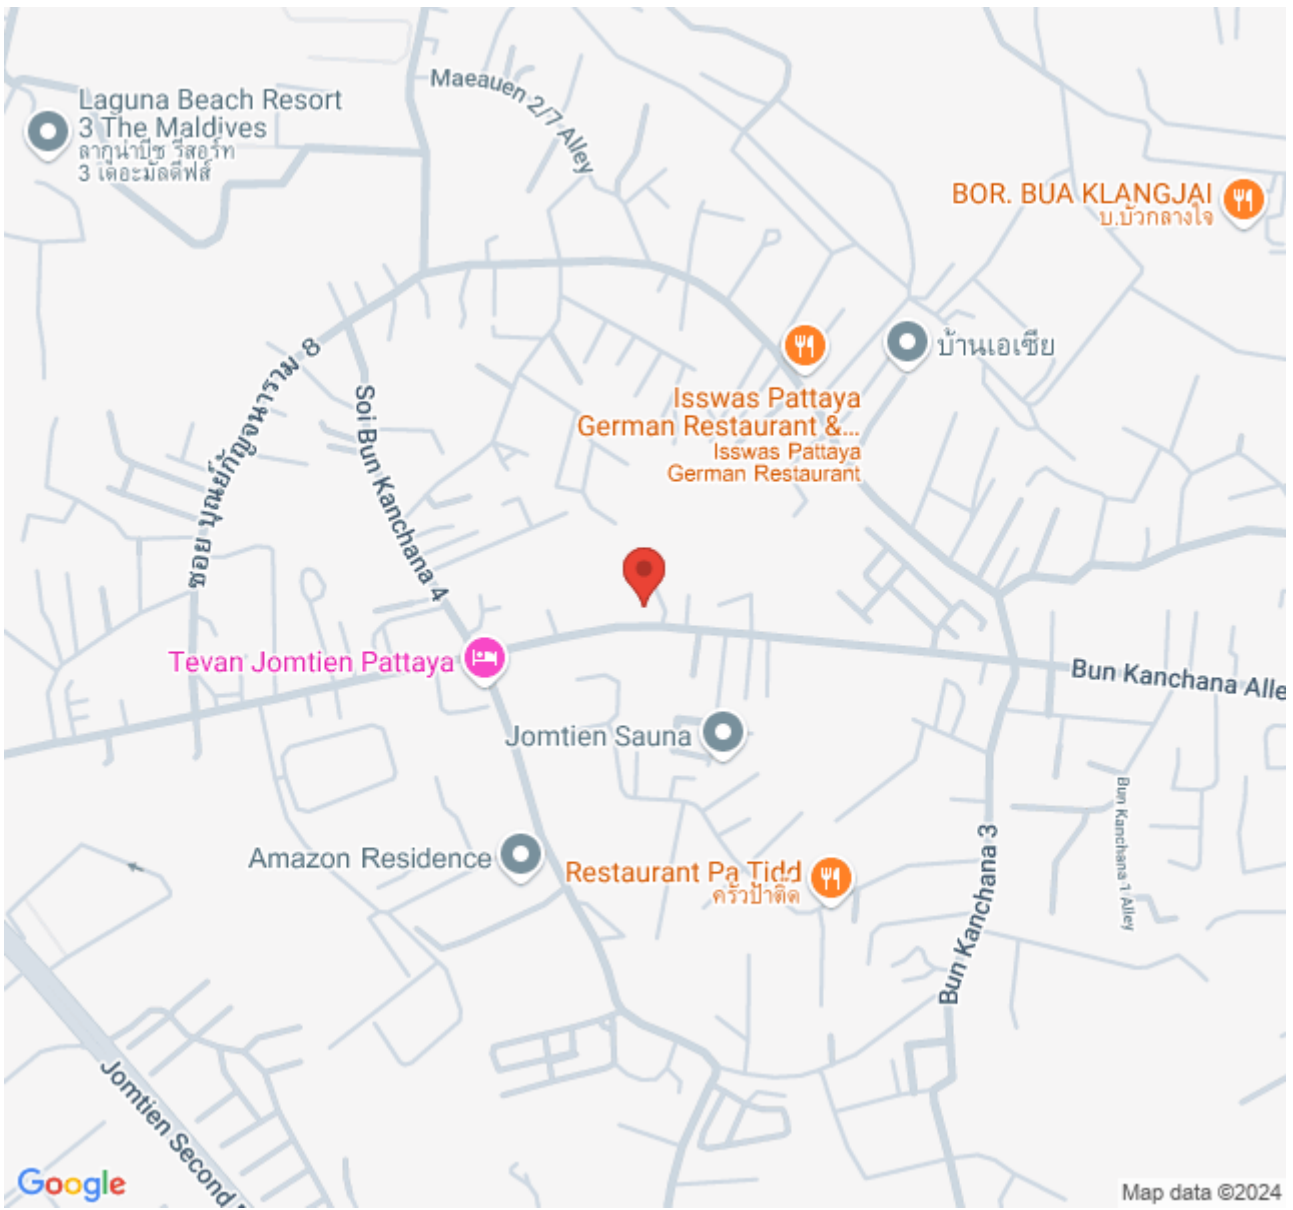 Maeauen 2/7 Alley
Laguna Beach Resort
3 The Maldives
ลากูน่าบีช รีสอร์ท
3 เดอะมัลดีฟส์
BOR. BUA KLANGJAI
บ.บัวกลางใจ
ซอย บุณย์กัญจนาราม 8
Soi Bun Kanchana 4
บ้านเอเชีย
Isswas Pattaya
German Restaurant &...
Isswas Pattaya
German Restaurant
Tevan Jomtien Pattaya
Bun Kanchana Alle
Jomtien Sauna
Amazon Residence
Restaurant Pa Tidd
ครัวป้าติ๊ด
Bun Kanchana 3
Bun Kanchana 1 Alley
Jomtien Second
Google
Map data ©2024